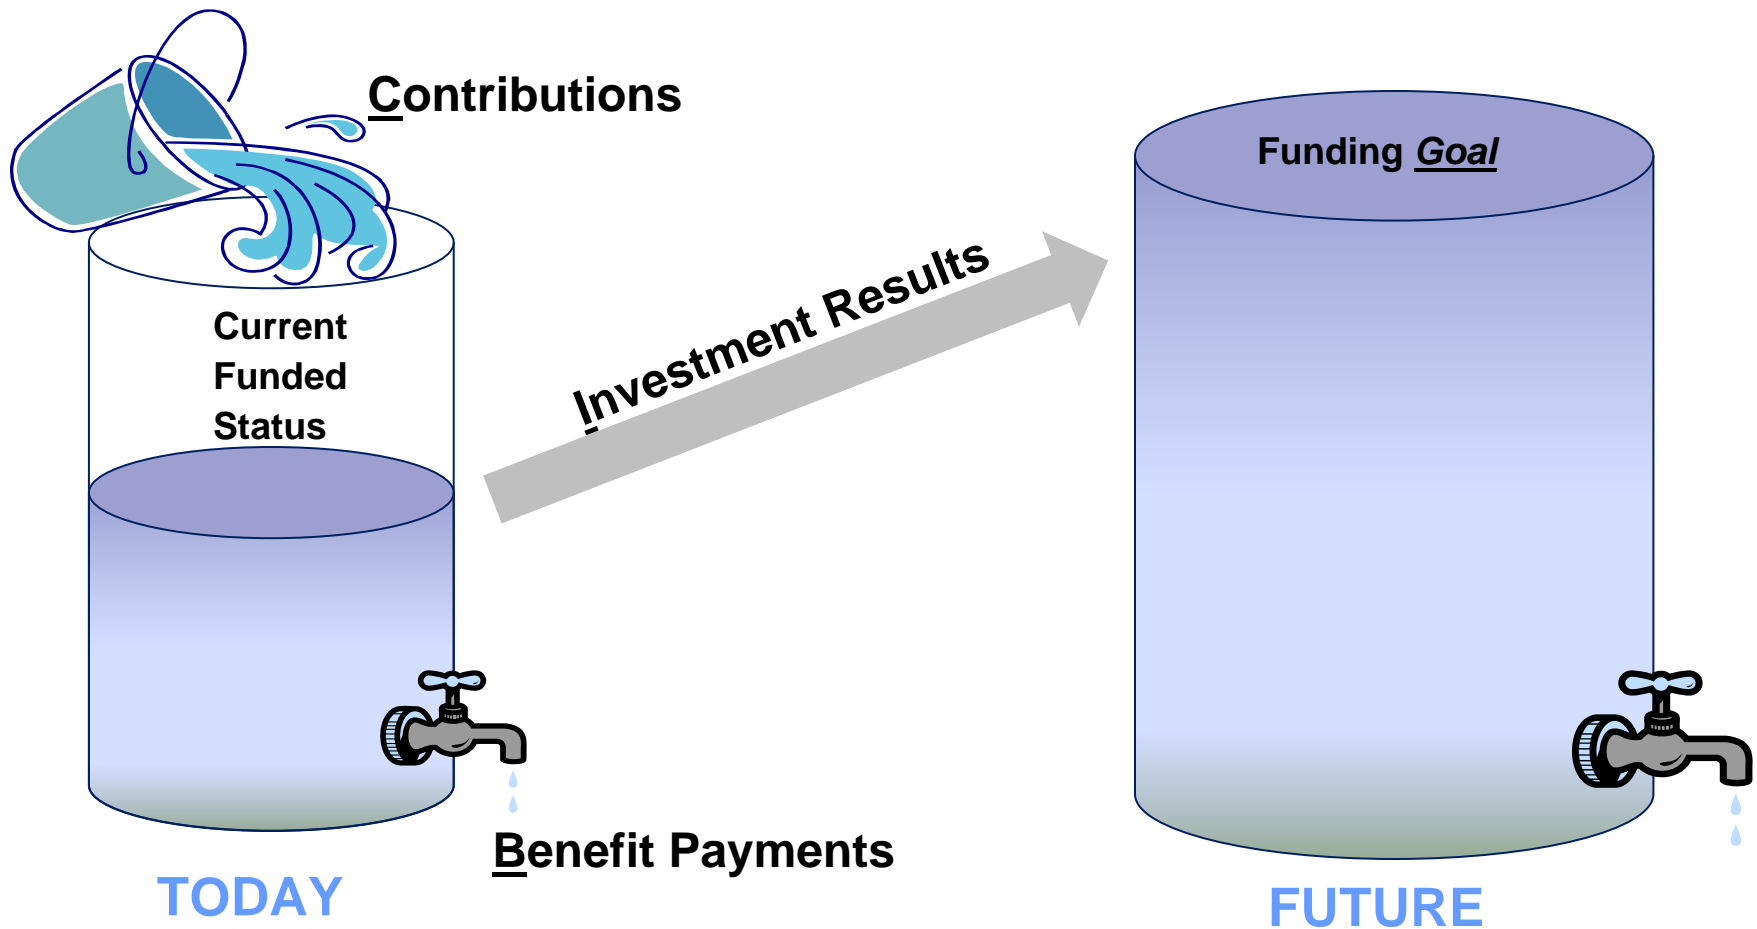 Contributions
Funding Goal
Current
Funded
Status
Investment Results
Benefit Payments
TODAY
FUTURE